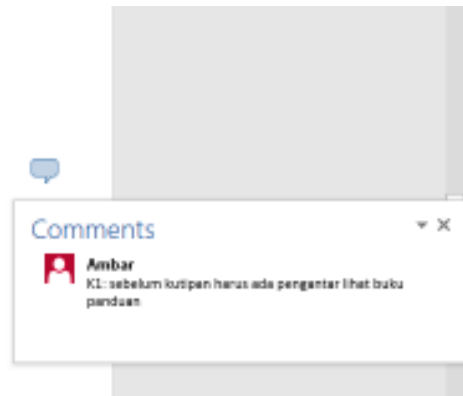 Comments
Ambar
K1: sebelum kutipan harus ada pengantar lihat buku
panduan